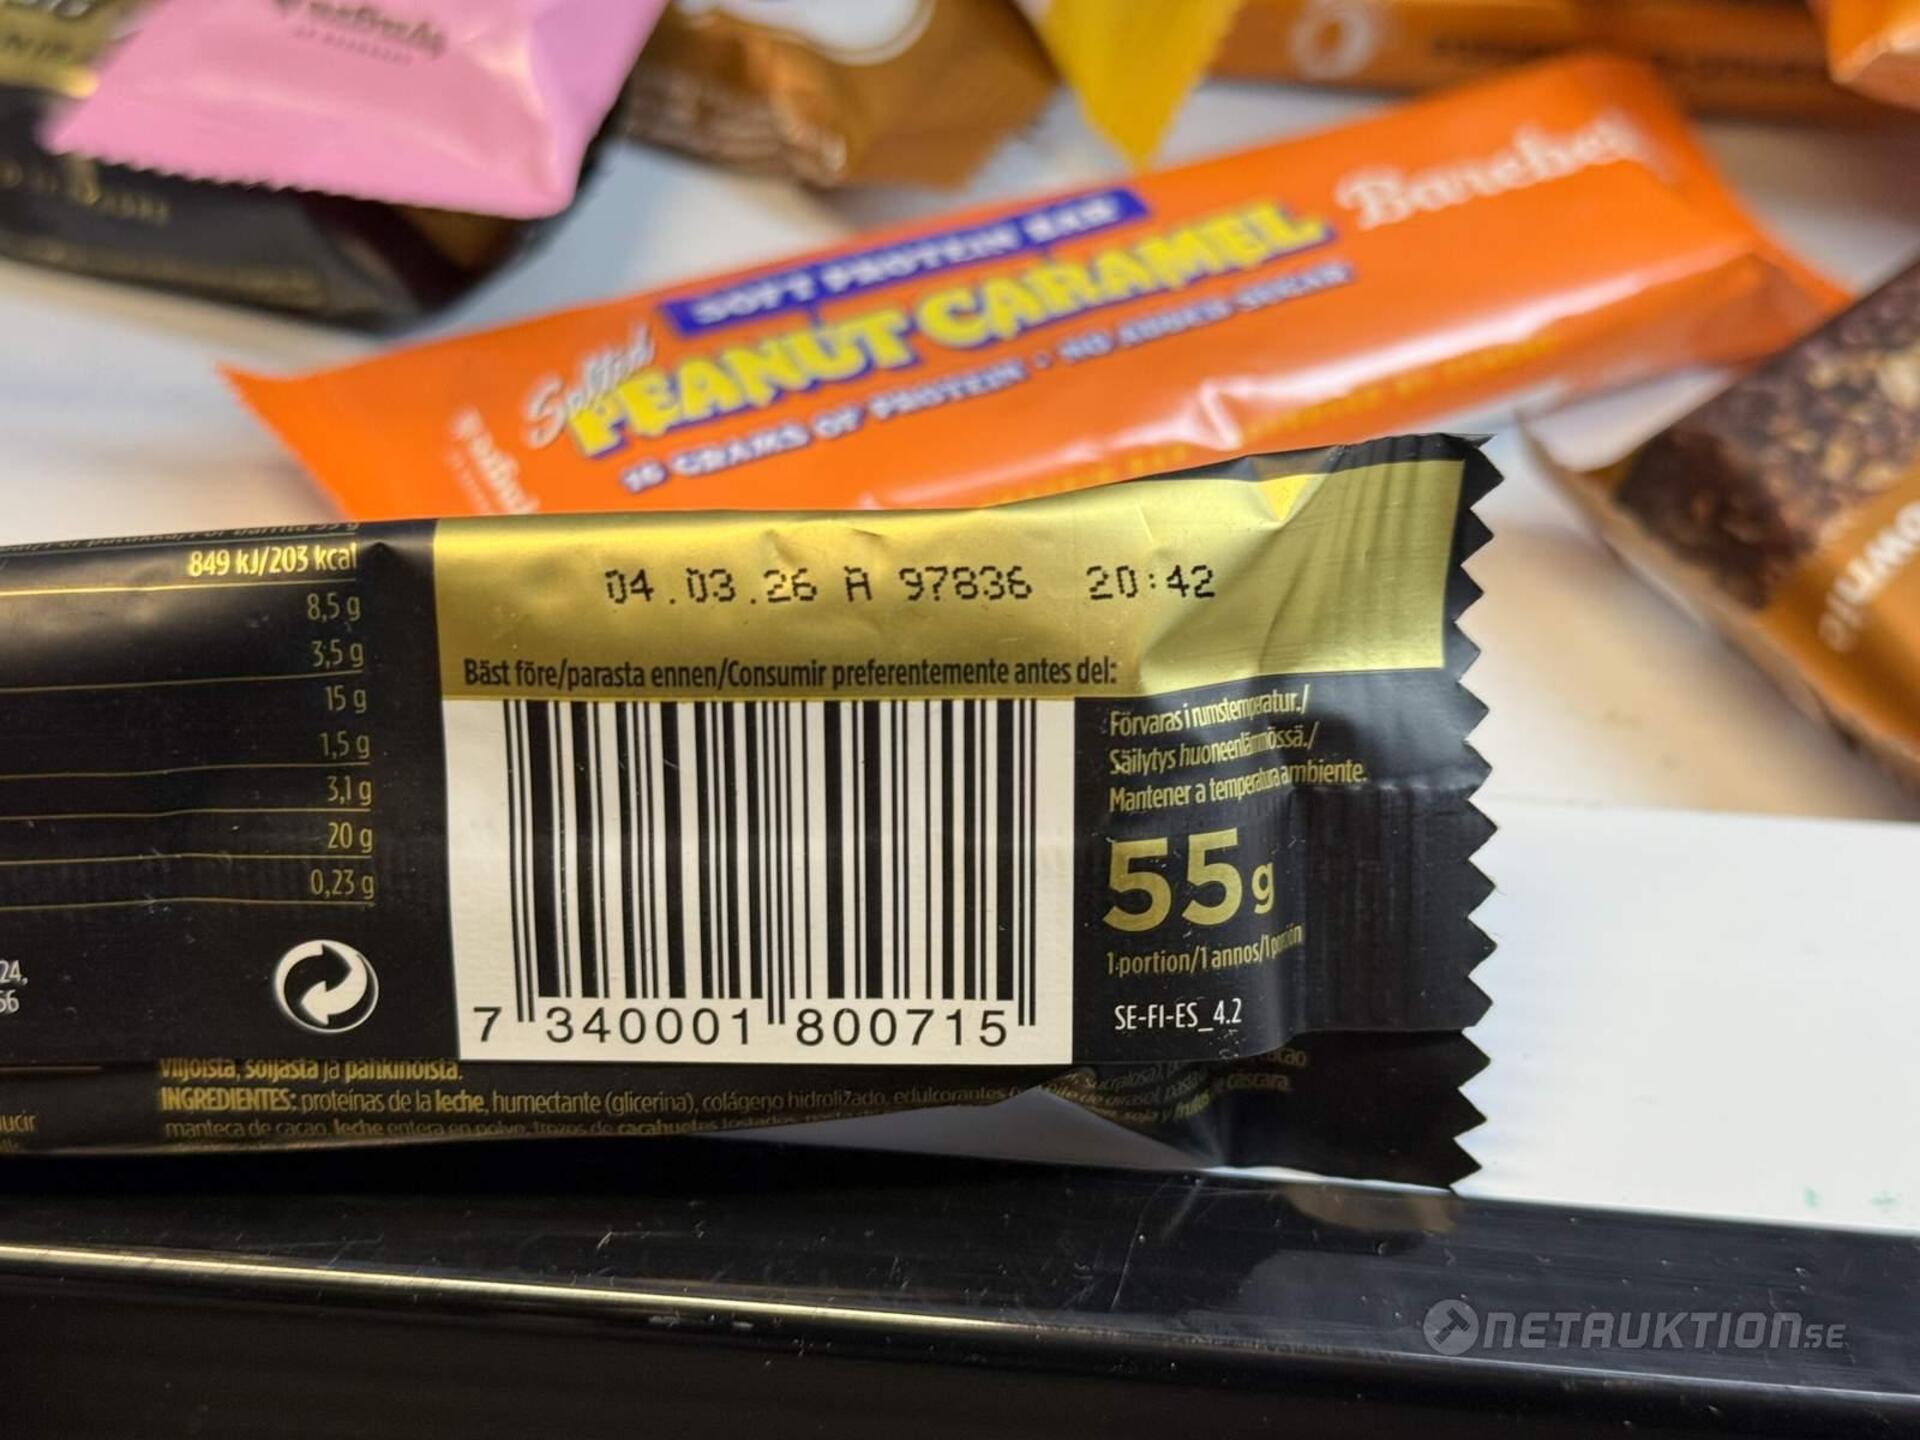 Barebells
SOFT PROTEIN BAR
Salted
PEANUT CARAMEL
16 GRAMS OF PROTEIN · NO ADDED SUGAR
849 kJ/203 kcal
8,5 g
3,5 g
15 g
1,5 g
3,1 g
20 g
0,23 g
04.03.26 A 97836 20:42
Bäst före/parasta ennen/Consumir preferentemente antes del:
Förvaras i rumstemperatur./
Säilytys huoneenlämmössä./
Mantener a temperatura ambiente.
55g
1 portion/1 annos/1 porción
SE-FI-ES_4.2
7 340001 800715
24,
56
viljoista, soijasta ja pähkinöistä.
INGREDIENTES: proteínas de la leche, humectante (glicerina), colágeno hidrolizado, edulcorantes
manteca de cacao, leche entera en polvo, trozos de cacahuetes tostados
NETAUKTION.SE